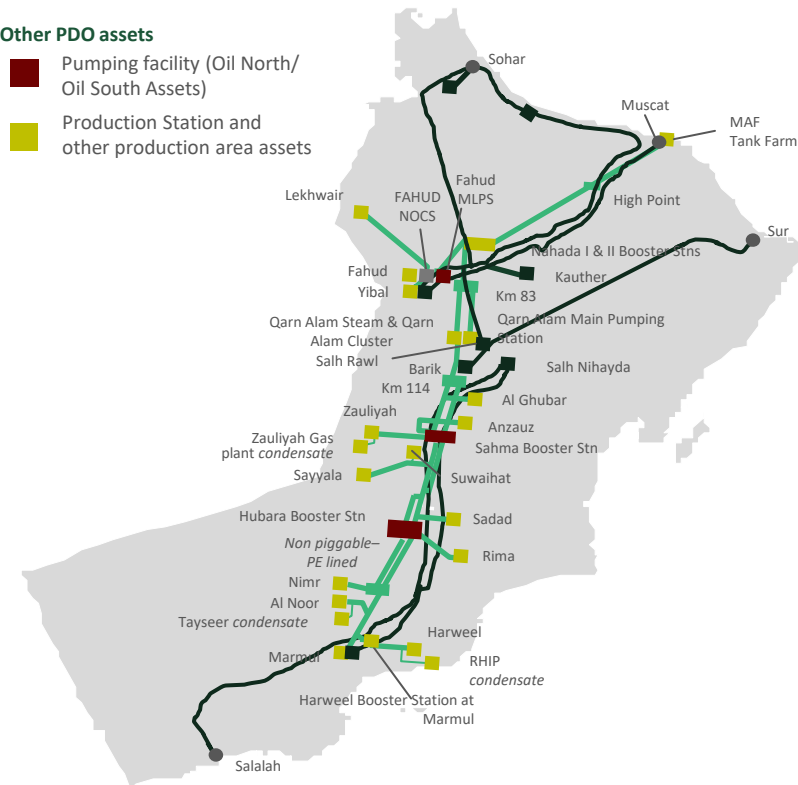 Other PDO assets
Pumping facility (Oil North/
Oil South Assets)
Production Station and
other production area assets
Sohar
Muscat
MAF
Tank Farm
Lekhwair
FAHUD
NOCS
Fahud
MLPS
High Point
Sur
Nahada I & II Booster Stns
Fahud
Kauther
Yibal
Km 83
Qarn Alam Steam & Qarn
Alam Cluster
Qarn Alam Main Pumping
Station
Salh Rawl
Barik
Salh Nihayda
Km 114
Al Ghubar
Zauliyah
Anzauz
Zauliyah Gas
plant condensate
Sahma Booster Stn
Sayyala
Suwaihat
Hubara Booster Stn
Sadad
Non piggable–
PE lined
Rima
Nimr
Al Noor
Tayseer condensate
Harweel
Marmul
RHIP
condensate
Harweel Booster Station at
Marmul
Salalah